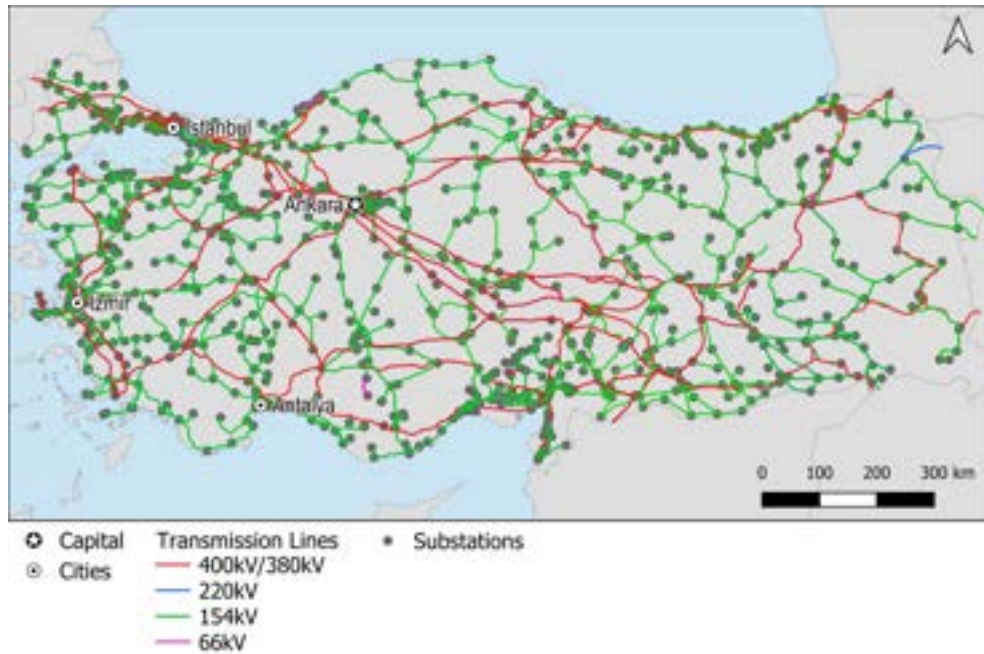 Istanbul
Ankara
Izmir
Antalya
0 100 200 300 km
Capital Transmission Lines Substations
Cities 400kV/380kV
220kV
154kV
66kV